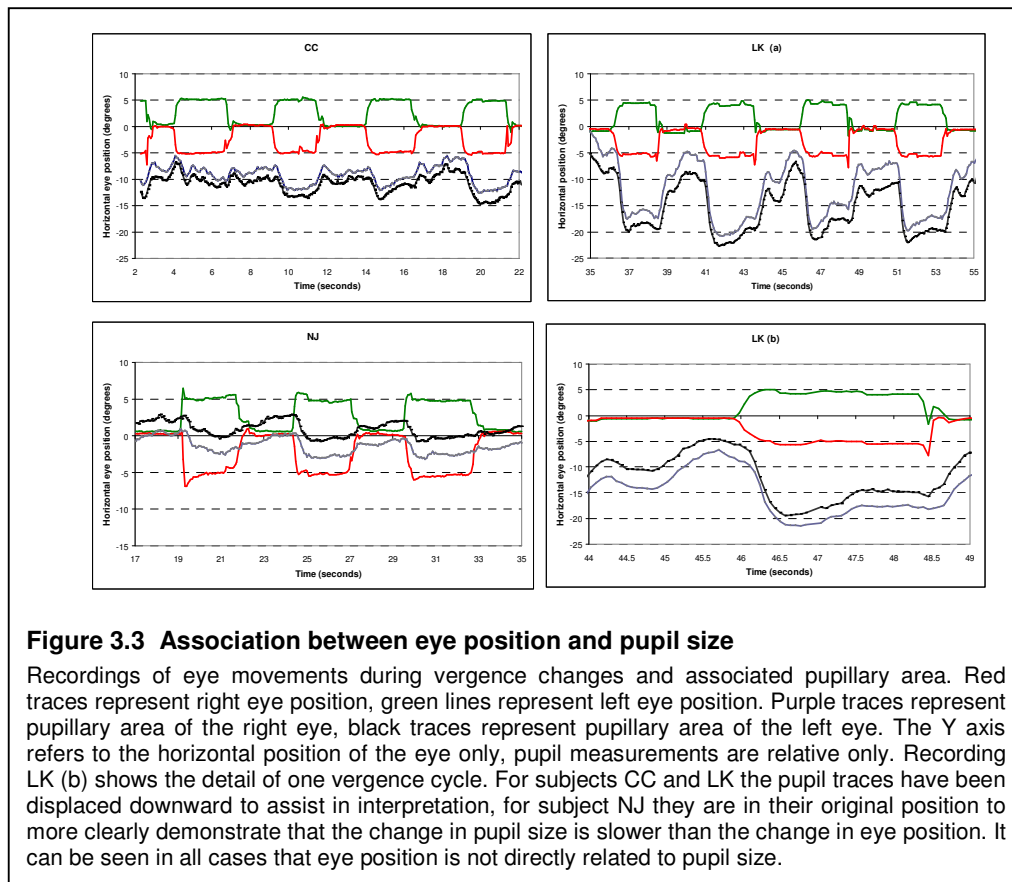 CC
Horizontal eye position (degrees)
10
5
0
-5
-10
-15
-20
-25
2 4 6 8 10 12 14 16 18 20 22
Time (seconds)
LK (a)
Horizontal position (degrees)
10
5
0
-5
-10
-15
-20
-25
35 37 39 41 43 45 47 49 51 53 55
Time (seconds)
NJ
Horizontal eye position (degrees)
10
5
0
-5
-10
-15
17 19 21 23 25 27 29 31 33 35
Time (seconds)
LK (b)
Horizontal eye position (degrees)
10
5
0
-5
-10
-15
-20
-25
44 44.5 45 45.5 46 46.5 47 47.5 48 48.5 49
Time (seconds)
Figure 3.3 Association between eye position and pupil size
Recordings of eye movements during vergence changes and associated pupillary area. Red
traces represent right eye position, green lines represent left eye position. Purple traces represent
pupillary area of the right eye, black traces represent pupillary area of the left eye. The Y axis
refers to the horizontal position of the eye only, pupil measurements are relative only. Recording
LK (b) shows the detail of one vergence cycle. For subjects CC and LK the pupil traces have been
displaced downward to assist in interpretation, for subject NJ they are in their original position to
more clearly demonstrate that the change in pupil size is slower than the change in eye position. It
can be seen in all cases that eye position is not directly related to pupil size.